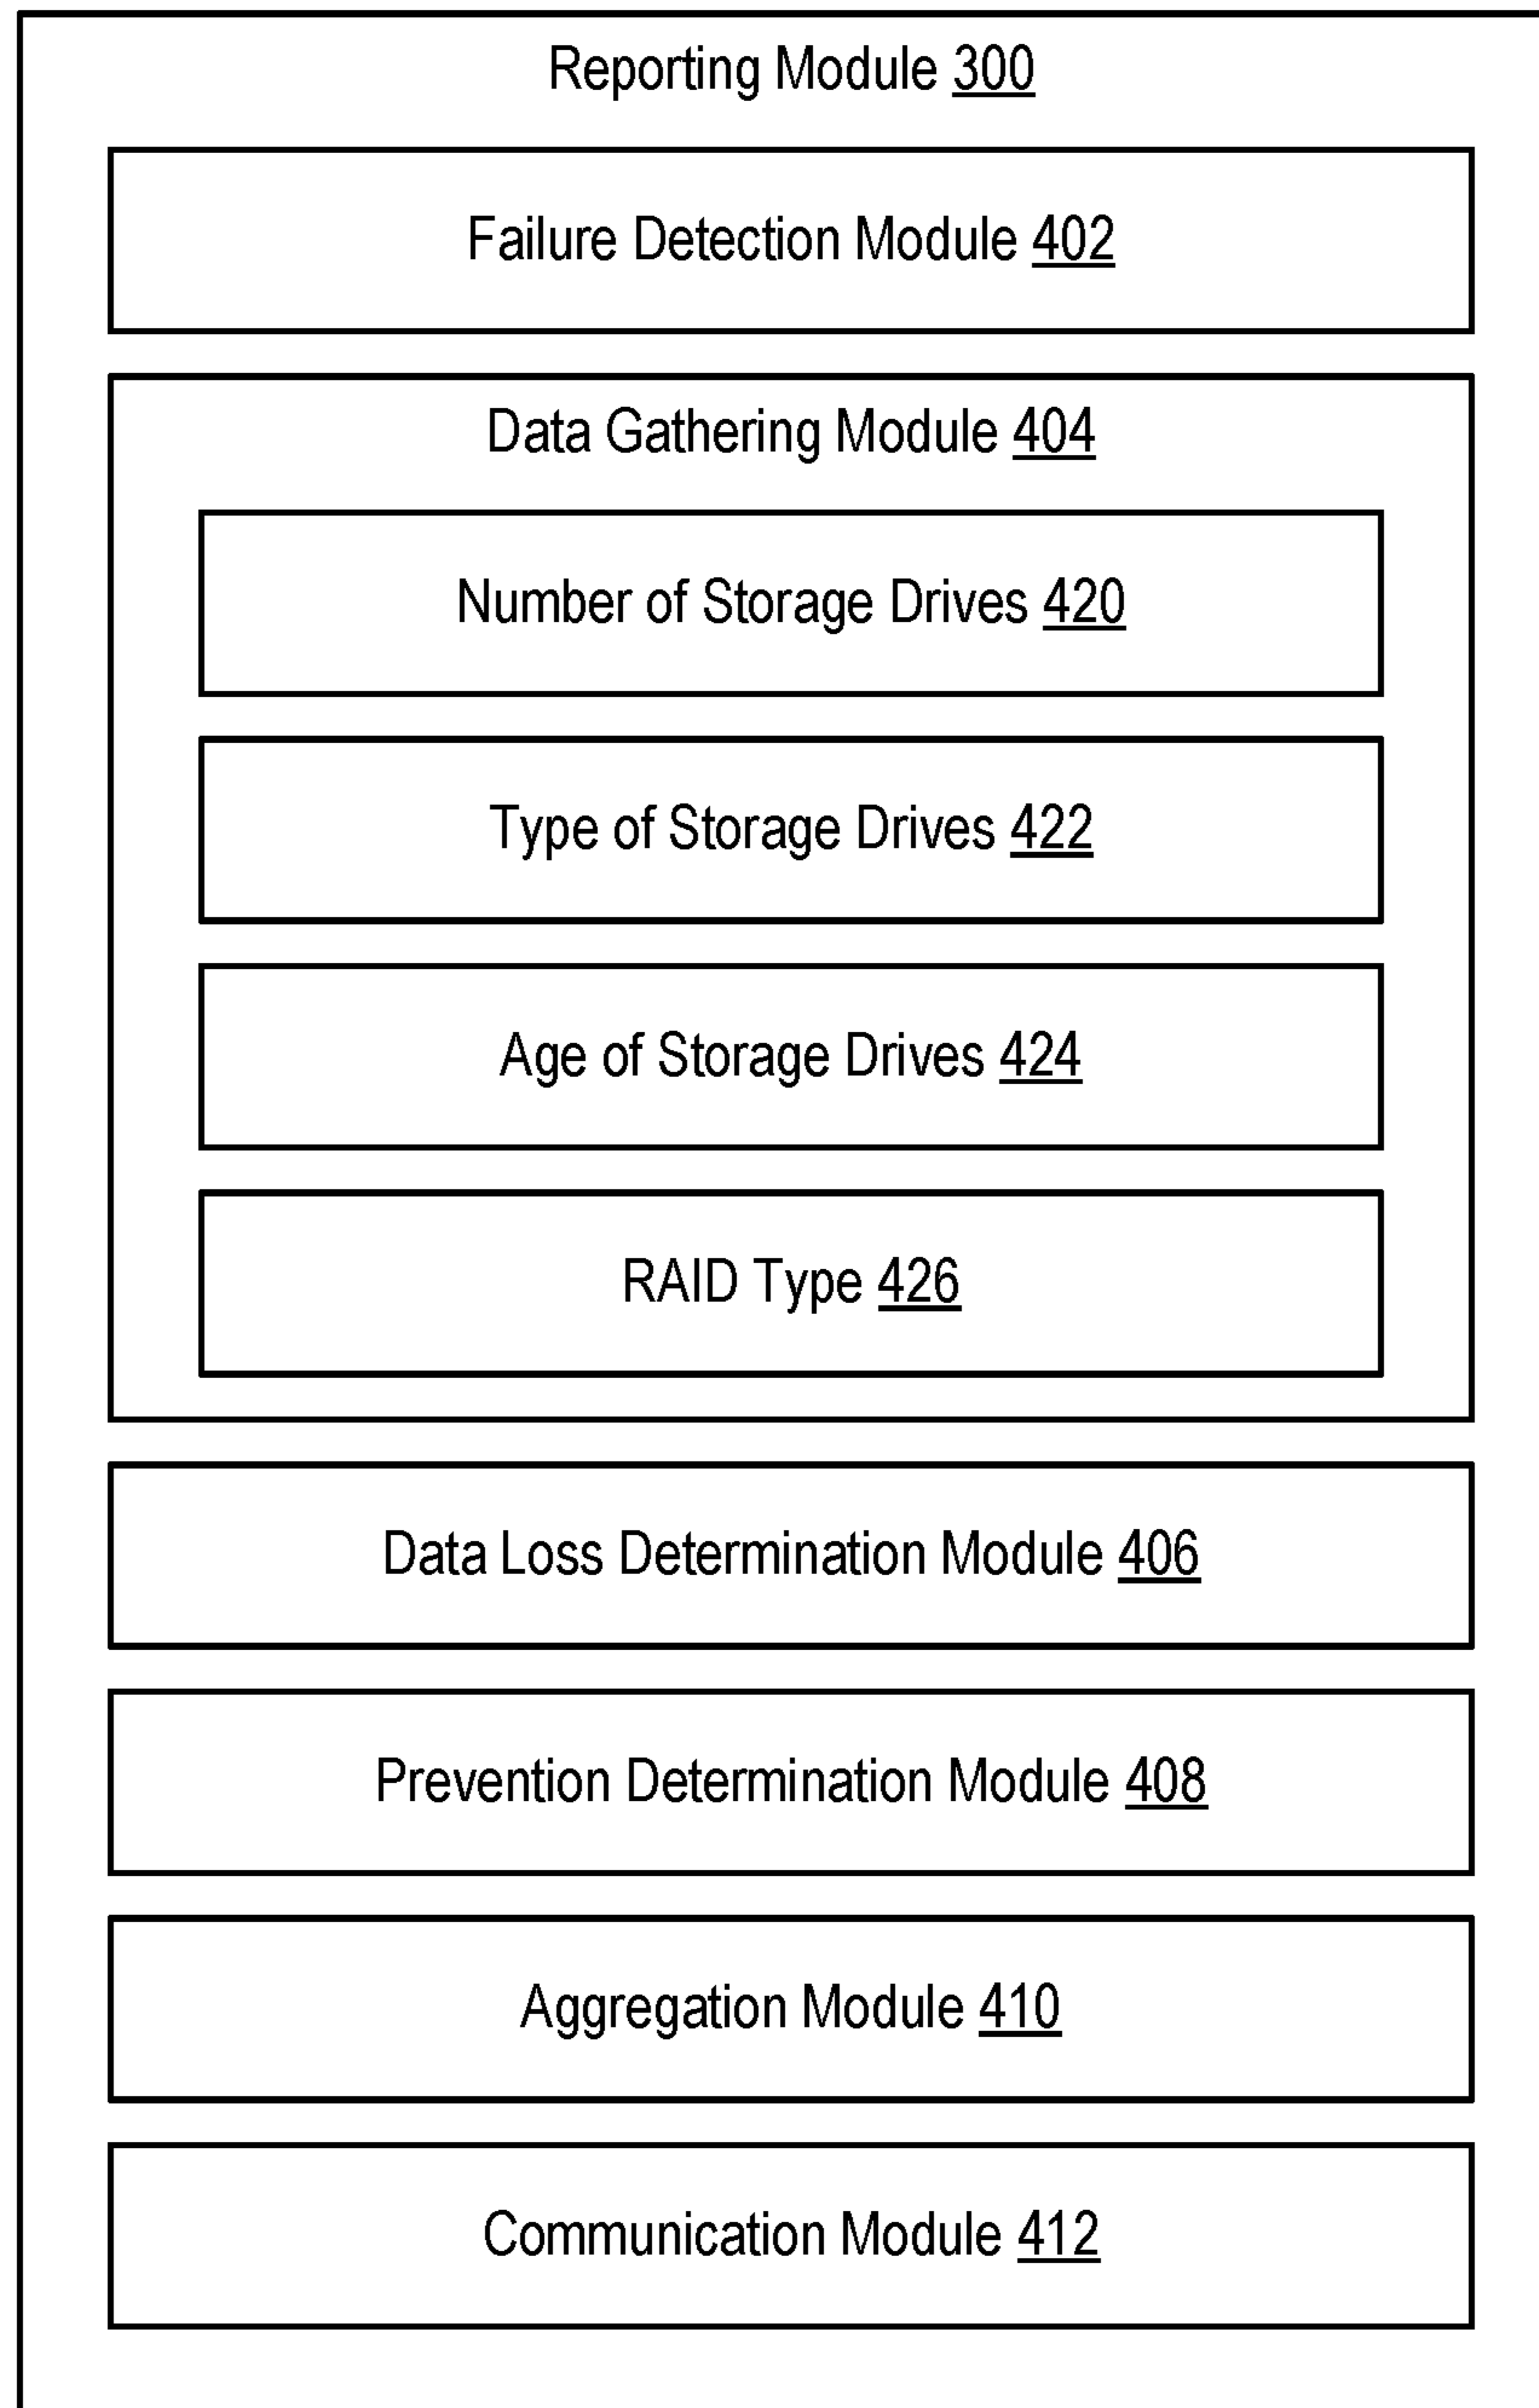 Reporting Module 300
Failure Detection Module 402
Data Gathering Module 404
Number of Storage Drives 420
Type of Storage Drives 422
Age of Storage Drives 424
RAID Type 426
Data Loss Determination Module 406
Prevention Determination Module 408
Aggregation Module 410
Communication Module 412